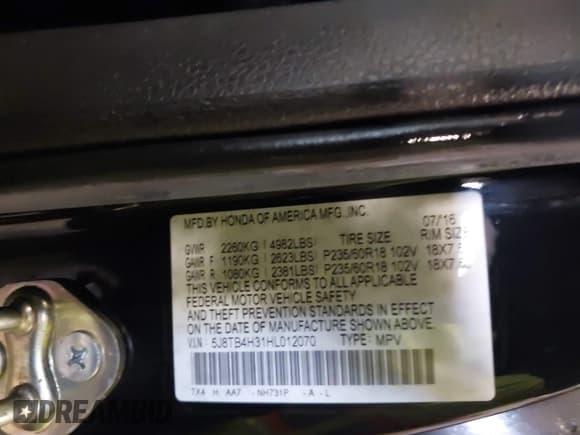 MFD.BY HONDA OF AMERICA MFG.,INC. 07/16
GVWR 2260KG ( 4982LBS) TIRE SIZE RIM SIZE
GAWR F 1190KG ( 2623LBS) P235/60R18 102V 18X7.
GAWR R 1080KG ( 2381LBS) P235/60R18 102V 18X7.
THIS VEHICLE CONFORMS TO ALL APPLICABLE
FEDERAL MOTOR VEHICLE SAFETY
AND THEFT PREVENTION STANDARDS IN EFFECT
ON THE DATE OF MANUFACTURE SHOWN ABOVE.
V.I.N: 5J8TB4H31HL012070 TYPE: MPV
TX4 H AA7 - NH731P - A - L
DREAMBID